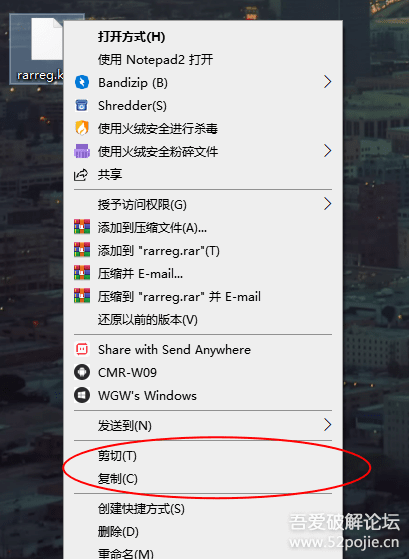 rarreg.k
打开方式(H)
使用 Notepad2 打开
Bandizip (B)
Shredder(S)
使用火绒安全进行杀毒
使用火绒安全粉碎文件
共享
授予访问权限(G)
添加到压缩文件(A)...
添加到 "rarreg.rar"(T)
压缩并 E-mail...
压缩到 "rarreg.rar" 并 E-mail
还原以前的版本(V)
Share with Send Anywhere
CMR-W09
WGW's Windows
发送到(N)
剪切(T)
复制(C)
创建快捷方式(S)
删除(D)
重命名(M)
吾爱破解论坛
www.52pojie.cn